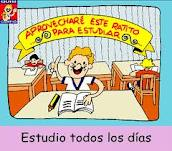 APROVECHARÉ ESTE RATITO
PARA ESTUDIAR
Estudio todos los días